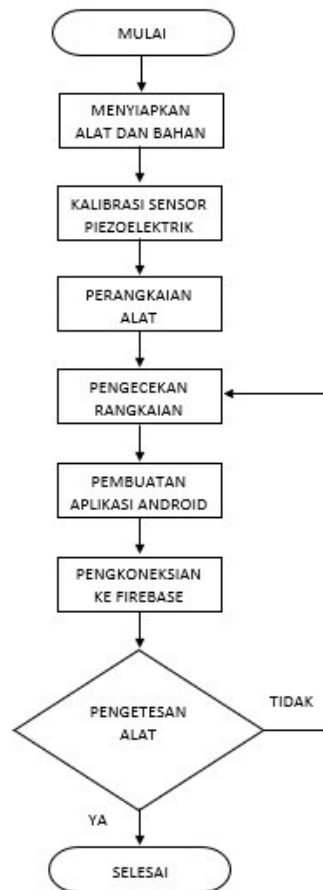 MULAI
MENYIAPKAN
ALAT DAN BAHAN
KALIBRASI SENSOR
PIEZOELEKTRIK
PERANGKAIAN
ALAT
PENGECEKAN
RANGKAIAN
PEMBUATAN
APLIKASI ANDROID
PENGKONEKSIAN
KE FIREBASE
PENGETESAN
ALAT
TIDAK
YA
SELESAI